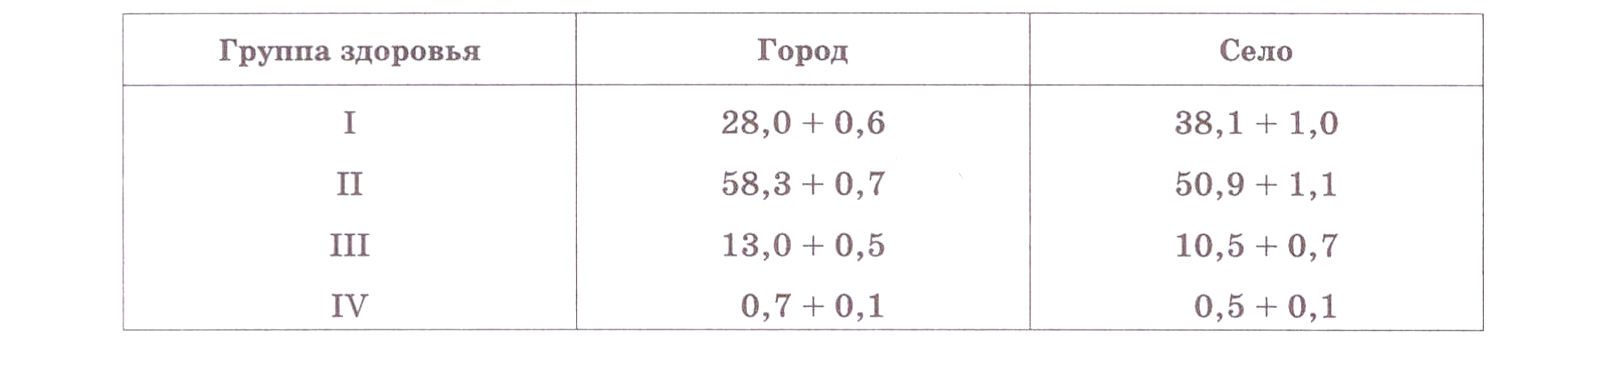 Группа здоровья Город Село
I 28,0 + 0,6 38,1 + 1,0
II 58,3 + 0,7 50,9 + 1,1
III 13,0 + 0,5 10,5 + 0,7
IV 0,7 + 0,1 0,5 + 0,1